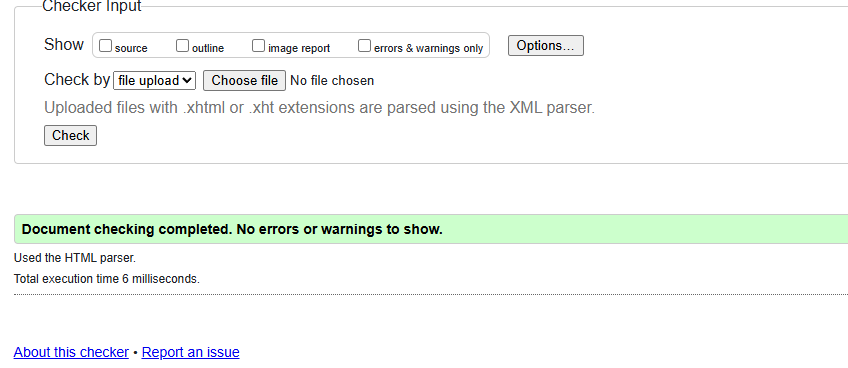 Checker Input
Show source outline image report errors & warnings only Options...
Check by file upload Choose file No file chosen
Uploaded files with .xhtml or .xht extensions are parsed using the XML parser.
Check
Document checking completed. No errors or warnings to show.
Used the HTML parser.
Total execution time 6 milliseconds.
About this checker • Report an issue